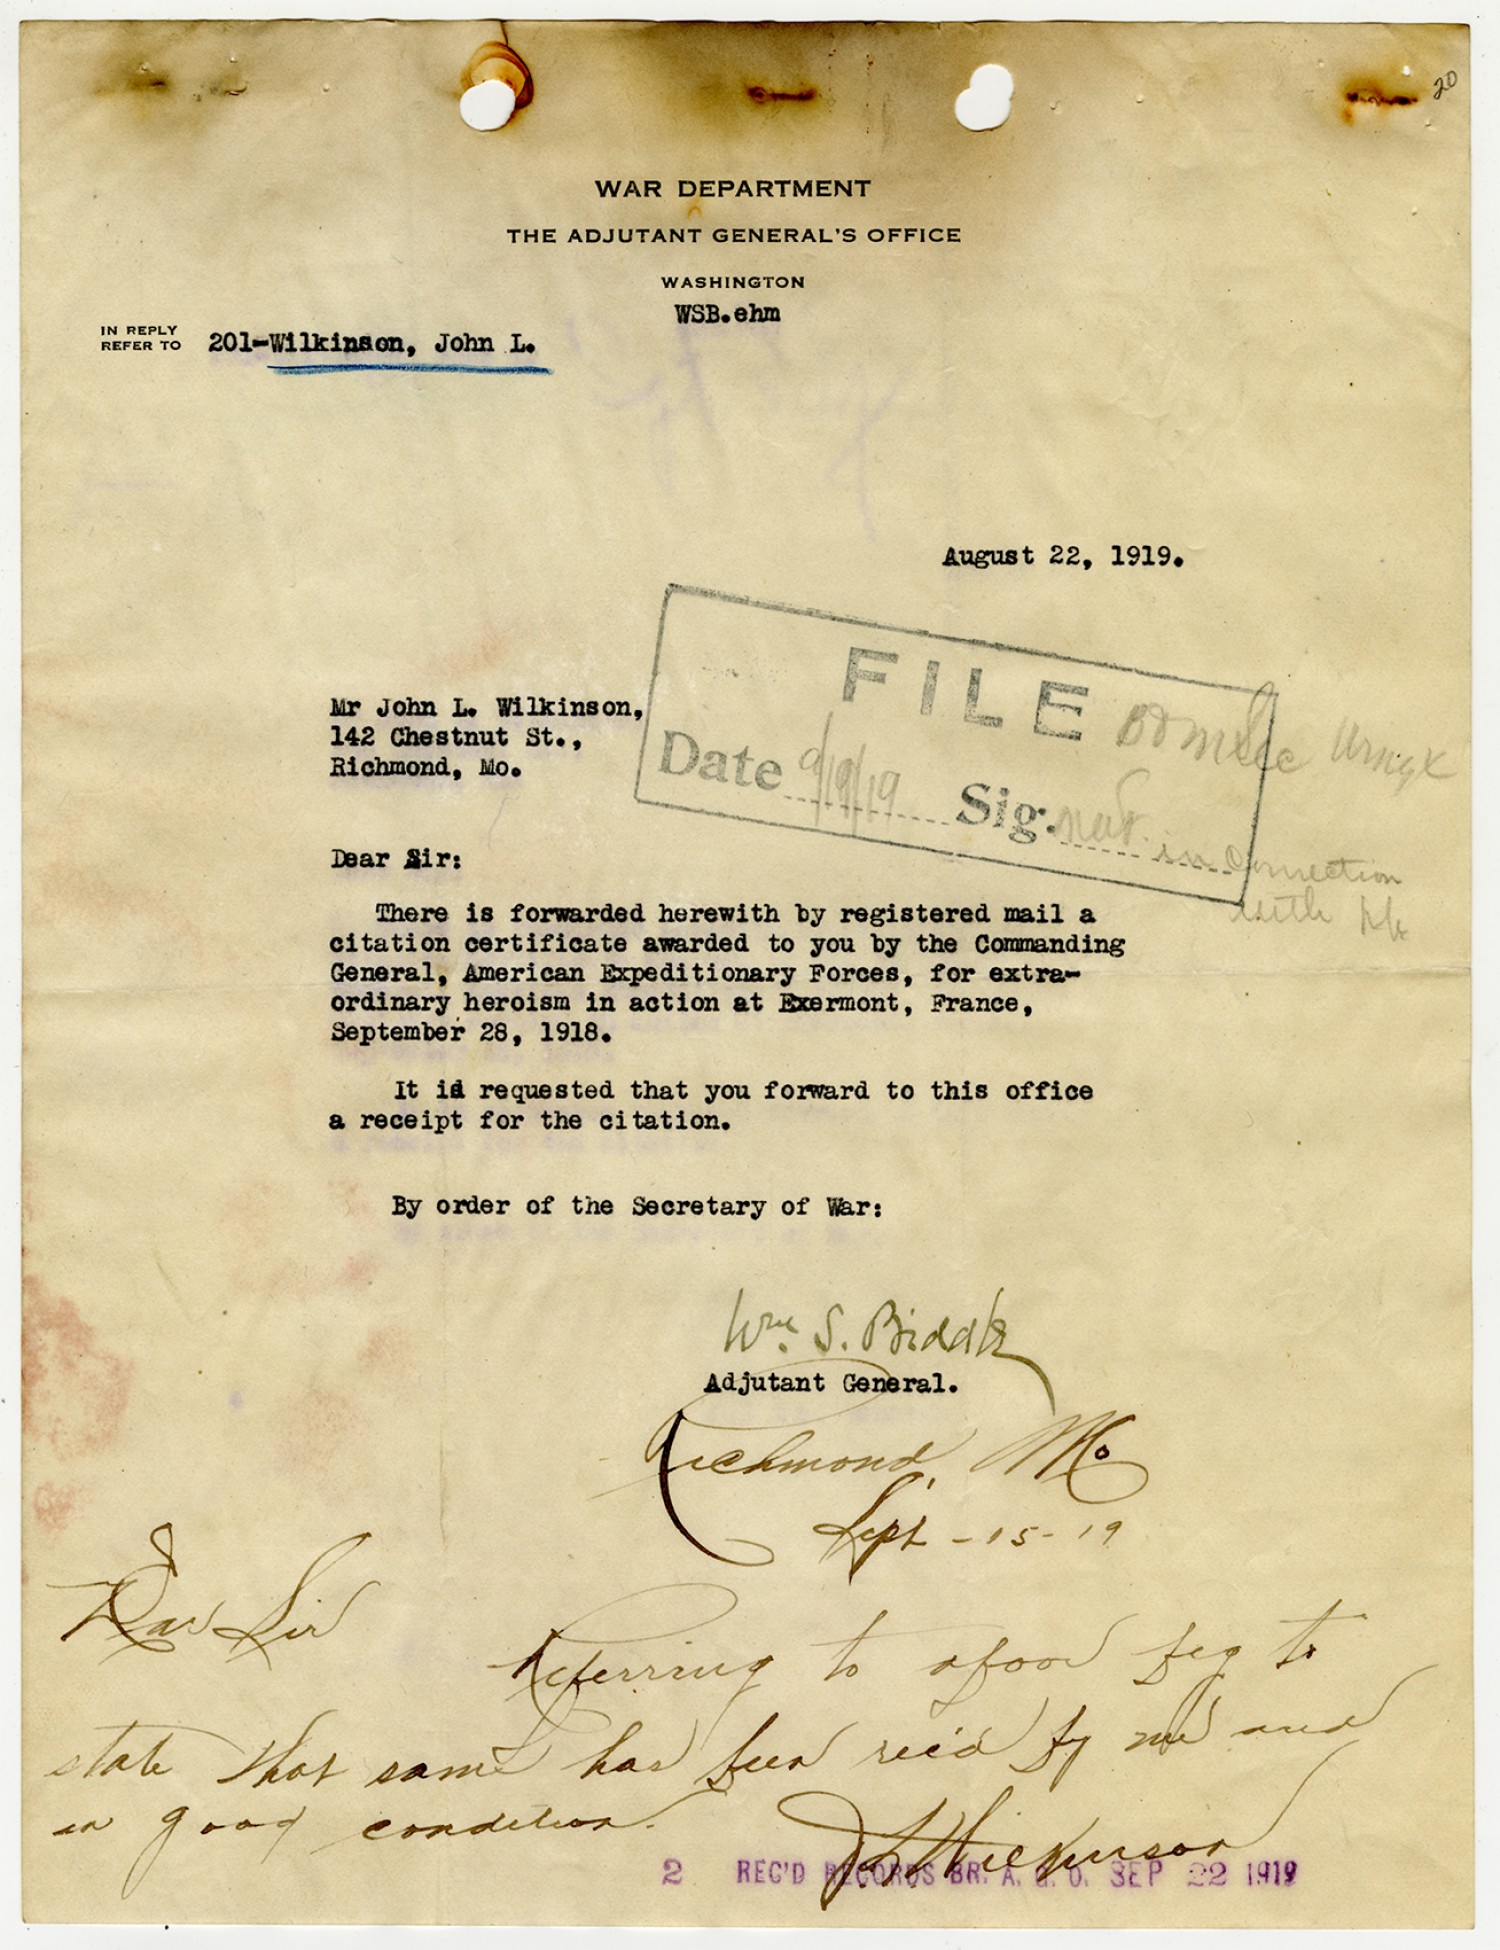 20
WAR DEPARTMENT
THE ADJUTANT GENERAL'S OFFICE
WASHINGTON
WSB.ehm
IN REPLY
REFER TO 201-Wilkinson, John L.
August 22, 1919.
FILE
Date 9/19/19 Sig.
in connection
with
Mr John L. Wilkinson,
142 Chestnut St.,
Richmond, Mo.
Dear Sir:
There is forwarded herewith by registered mail a
citation certificate awarded to you by the Commanding
General, American Expeditionary Forces, for extra-
ordinary heroism in action at Exermont, France,
September 28, 1918.
It is requested that you forward to this office
a receipt for the citation.
By order of the Secretary of War:
Wm. S. Biddle
Adjutant General.
Richmond, Mo
Sept - 15 - 19
Dear Sir
Referring to above beg to
state that same has been rec'd by me and
in good condition.
J L Wilkinson
2 REC'D RECORDS BR. A. G. O. SEP 22 1919